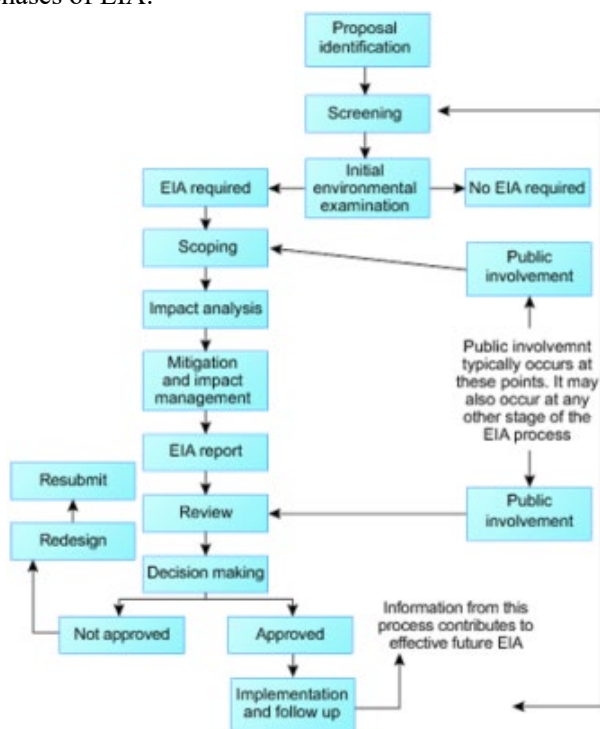 hases of EIA.
Proposal
identification
Screening
Initial
environmental
examination
EIA required
No EIA required
Scoping
Public
involvement
Impact analysis
Public involvemnt
typically occurs at
these points. It may
also occur at any
other stage of the
EIA process
Mitigation
and impact
management
EIA report
Resubmit
Review
Public
involvement
Redesign
Decision making
Information from this
process contributes to
effective future EIA
Not approved
Approved
Implementation
and follow up